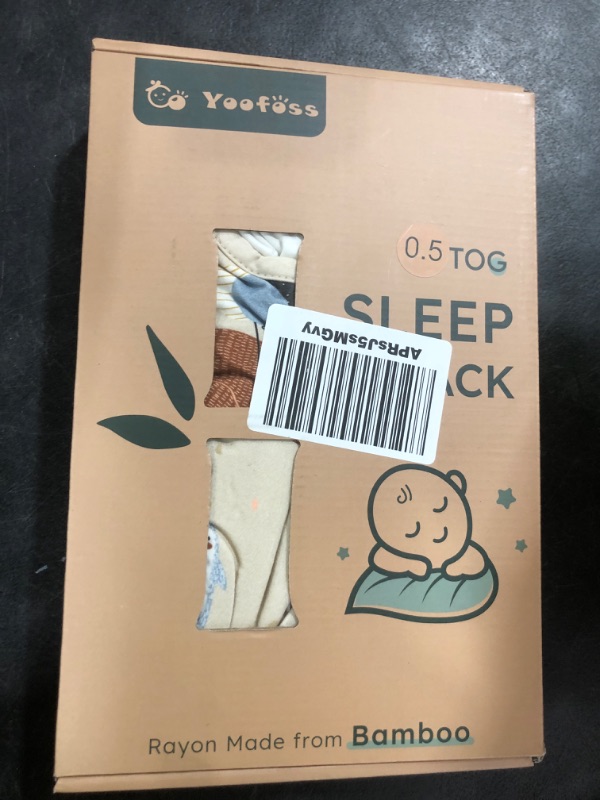 Yoofoss
0.5 TOG
SLEEP
ACK
APRsJ5sMGvy
Rayon Made from Bamboo